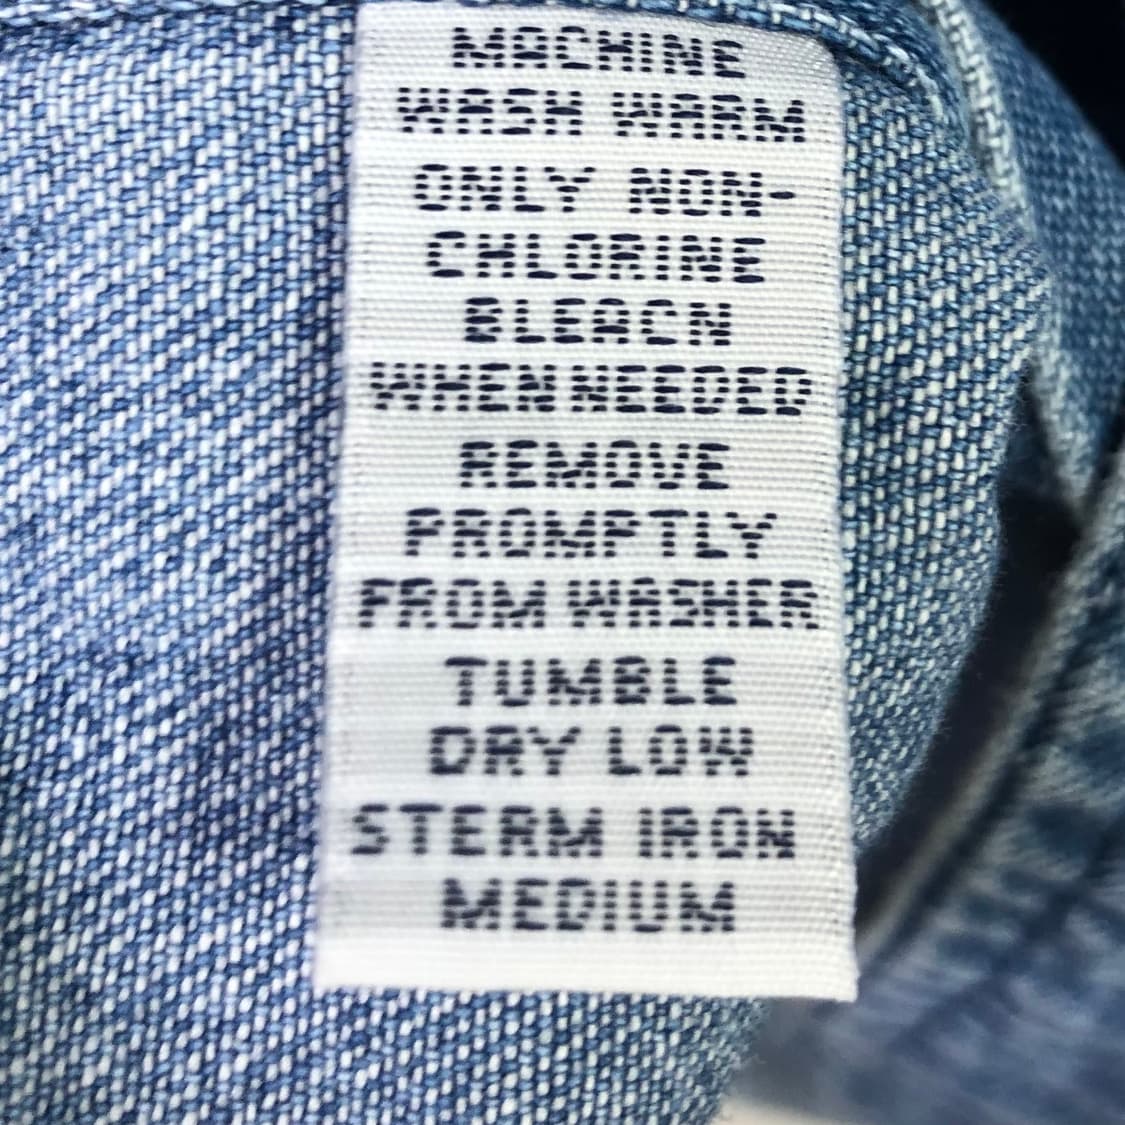 MACHINE
WASH WARM
ONLY NON-
CHLORINE
BLEACN
WHEN NEEDED
REMOVE
PROMPTLY
FROM WASHER
TUMBLE
DRY LOW
STERM IRON
MEDIUM